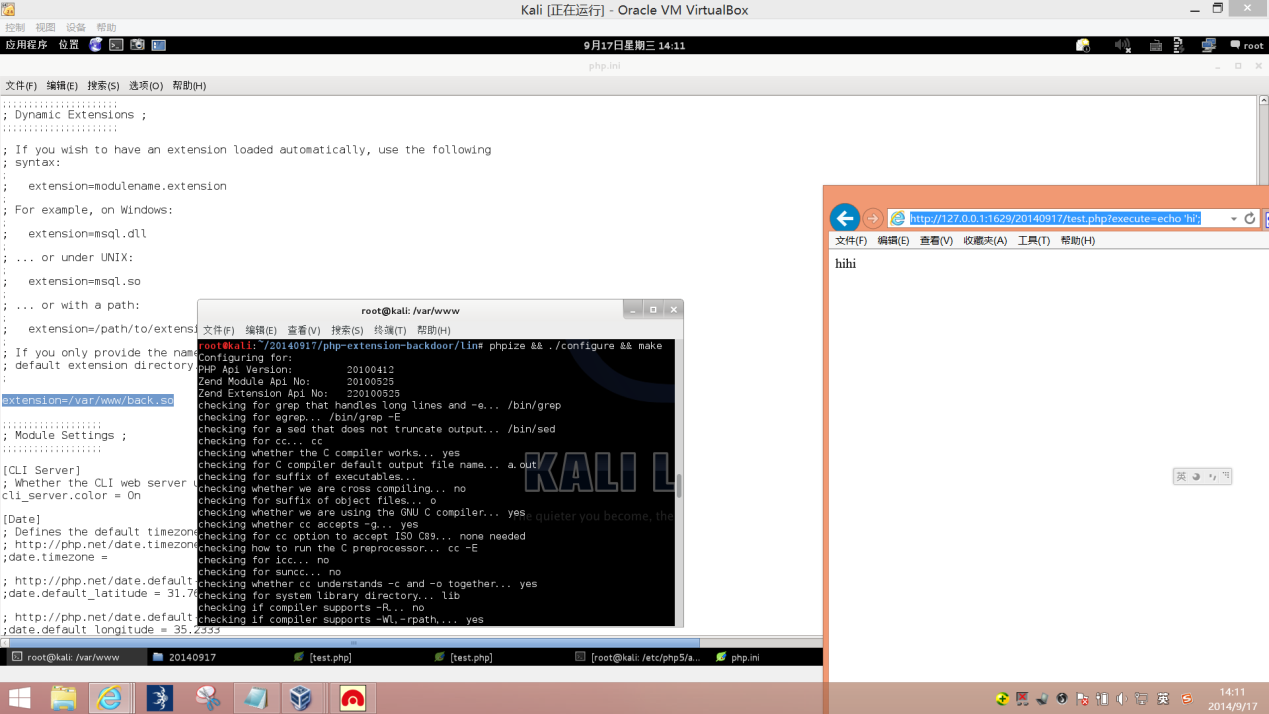 Kali [正在运行] - Oracle VM VirtualBox
控制 视图 设备 帮助
应用程序 位置 9月17日星期三 14:11 root
php.ini
文件(F) 编辑(E) 搜索(S) 选项(O) 帮助(H)
;;;;;;;;;;;;;;;;;;;;;;
; Dynamic Extensions ;
;;;;;;;;;;;;;;;;;;;;;;
; If you wish to have an extension loaded automatically, use the following
; syntax:
;
; extension=modulename.extension
;
; For example, on Windows:
;
; extension=msql.dll
;
; ... or under UNIX:
;
; extension=msql.so
;
; ... or with a path:
;
; extension=/path/to/extensi
;
; If you only provide the name
; default extension directory.
;
extension=/var/www/back.so
;;;;;;;;;;;;;;;;;;;
; Module Settings ;
;;;;;;;;;;;;;;;;;;;
[CLI Server]
; Whether the CLI web server u
cli_server.color = On
[Date]
; Defines the default timezone
; http://php.net/date.timezone
;date.timezone =
; http://php.net/date.default-
;date.default_latitude = 31.76
; http://php.net/date.default-
;date.default_longitude = 35.2333
root@kali: /var/www
文件(F) 编辑(E) 查看(V) 搜索(S) 终端(T) 帮助(H)
root@kali:~/20140917/php-extension-backdoor/lin# phpize && ./configure && make
Configuring for:
PHP Api Version: 20100412
Zend Module Api No: 20100525
Zend Extension Api No: 220100525
checking for grep that handles long lines and -e... /bin/grep
checking for egrep... /bin/grep -E
checking for a sed that does not truncate output... /bin/sed
checking for cc... cc
checking whether the C compiler works... yes
checking for C compiler default output file name... a.out
checking for suffix of executables...
checking whether we are cross compiling... no
checking for suffix of object files... o
checking whether we are using the GNU C compiler... yes
checking whether cc accepts -g... yes
checking for cc option to accept ISO C89... none needed
checking how to run the C preprocessor... cc -E
checking for icc... no
checking for suncc... no
checking whether cc understands -c and -o together... yes
checking for system library directory... lib
checking if compiler supports -R... no
checking if compiler supports -Wl,-rpath,... yes
KALI L
The quieter you become, the
http://127.0.0.1:1629/20140917/test.php?execute=echo 'hi';
文件(F) 编辑(E) 查看(V) 收藏夹(A) 工具(T) 帮助(H)
hihi
英
root@kali: /var/www 20140917 [test.php] [test.php] [root@kali: /etc/php5/a... php.ini
英
14:11
2014/9/17